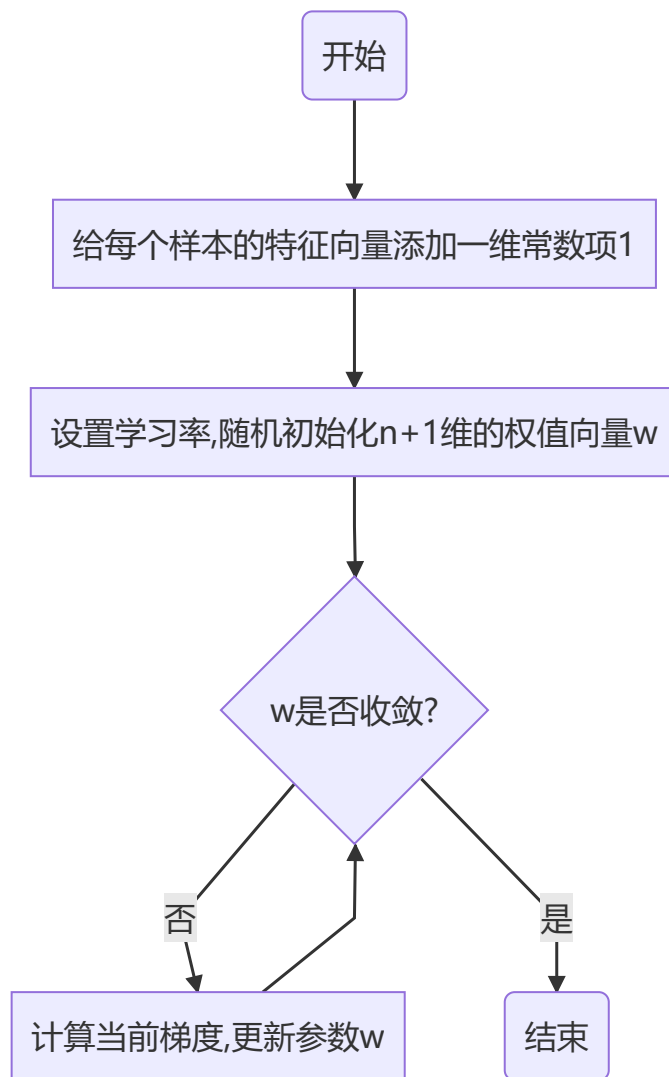 开始
给每个样本的特征向量添加一维常数项1
设置学习率,随机初始化n+1维的权值向量w
w是否收敛?
否
是
计算当前梯度,更新参数w
结束